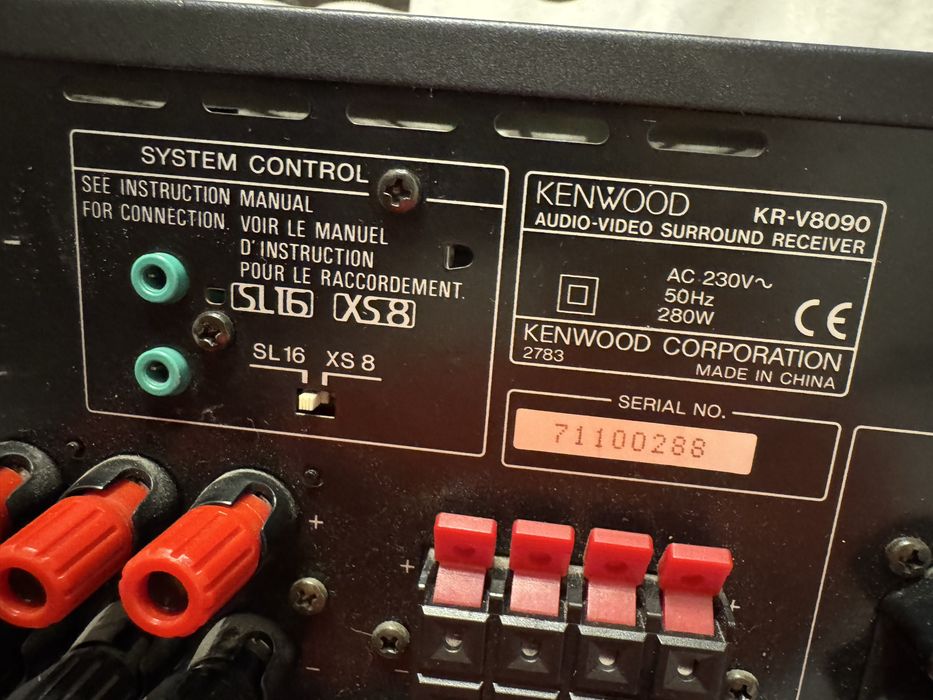 SYSTEM CONTROL
SEE INSTRUCTION MANUAL
FOR CONNECTION. VOIR LE MANUEL
D'INSTRUCTION
POUR LE RACCORDEMENT.
SL16 XS8
SL16 XS 8
KENWOOD KR-V8090
AUDIO-VIDEO SURROUND RECEIVER
AC 230V~
50Hz
280W
CE
KENWOOD CORPORATION
2783 MADE IN CHINA
SERIAL NO.
71100288
+
+
+
−
−